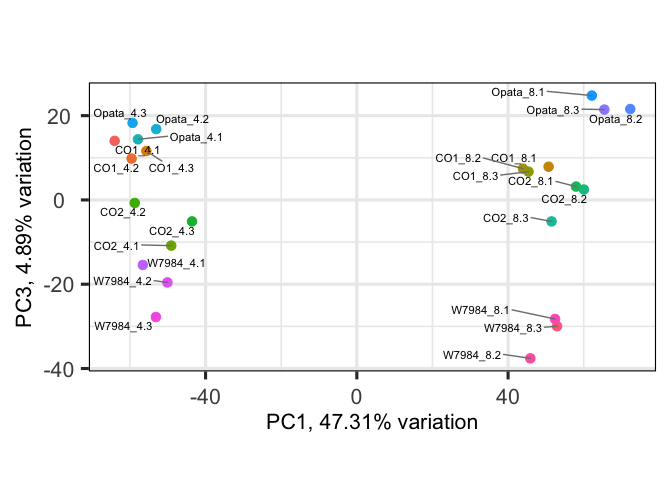 Opata_8.1
Opata_4.3
Opata_4.2
Opata_8.3
Opata_8.2
Opata_4.1
CO1_4.1
CO1_4.2
CO1_4.3
CO1_8.2
CO1_8.1
CO1_8.3
CO2_8.1
CO2_8.2
CO2_4.2
CO2_8.3
CO2_4.3
CO2_4.1
W7984_4.1
W7984_4.2
W7984_4.3
W7984_8.1
W7984_8.3
W7984_8.2
20
0
-20
-40
PC3, 4.89% variation
-40
0
40
PC1, 47.31% variation